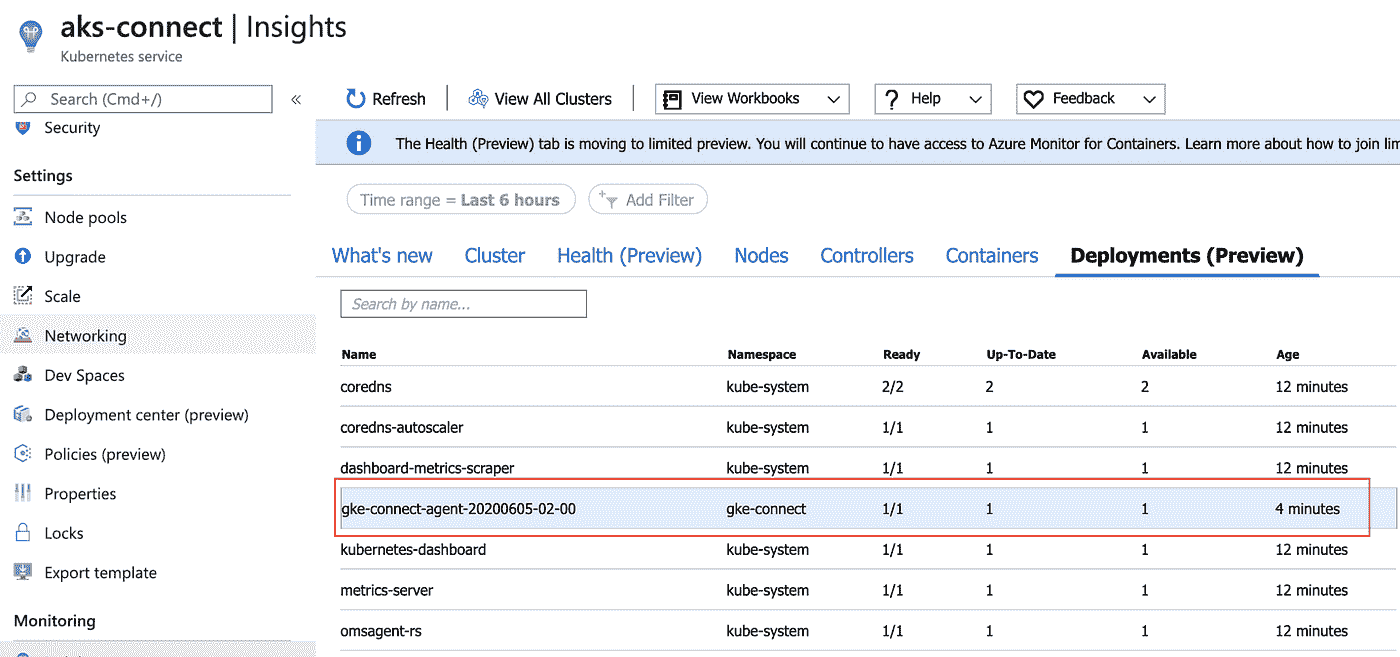 aks-connect | Insights
Kubernetes service
Search (Cmd+/)
«
Refresh
View All Clusters
View Workbooks
? Help
Feedback
Security
i The Health (Preview) tab is moving to limited preview. You will continue to have access to Azure Monitor for Containers. Learn more about how to join
Settings
Time range = Last 6 hours
Add Filter
Node pools
Upgrade
Scale
Networking
Dev Spaces
Deployment center (preview)
Policies (preview)
Properties
Locks
Export template
Monitoring
What's new Cluster Health (Preview) Nodes Controllers Containers Deployments (Preview)
Search by name...
Name Namespace Ready Up-To-Date Available Age
coredns kube-system 2/2 2 2 12 minutes
coredns-autoscaler kube-system 1/1 1 1 12 minutes
dashboard-metrics-scraper kube-system 1/1 1 1 12 minutes
gke-connect-agent-20200605-02-00 gke-connect 1/1 1 1 4 minutes
kubernetes-dashboard kube-system 1/1 1 1 12 minutes
metrics-server kube-system 1/1 1 1 12 minutes
omsagent-rs kube-system 1/1 1 1 12 minutes